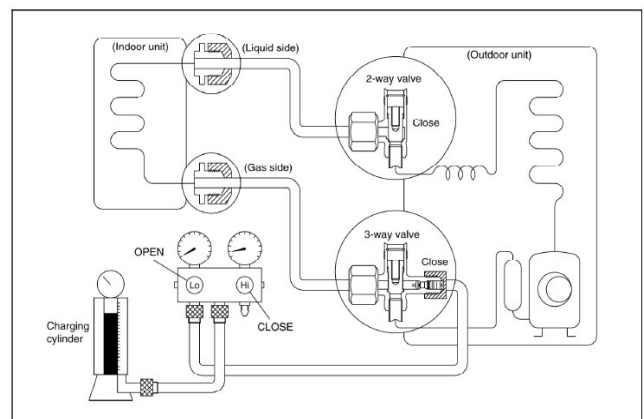 (Indoor unit)
(Liquid side)
(Outdoor unit)
2-way valve
Close
(Gas side)
3-way valve
Close
OPEN
Lo
Hi
CLOSE
Charging
cylinder